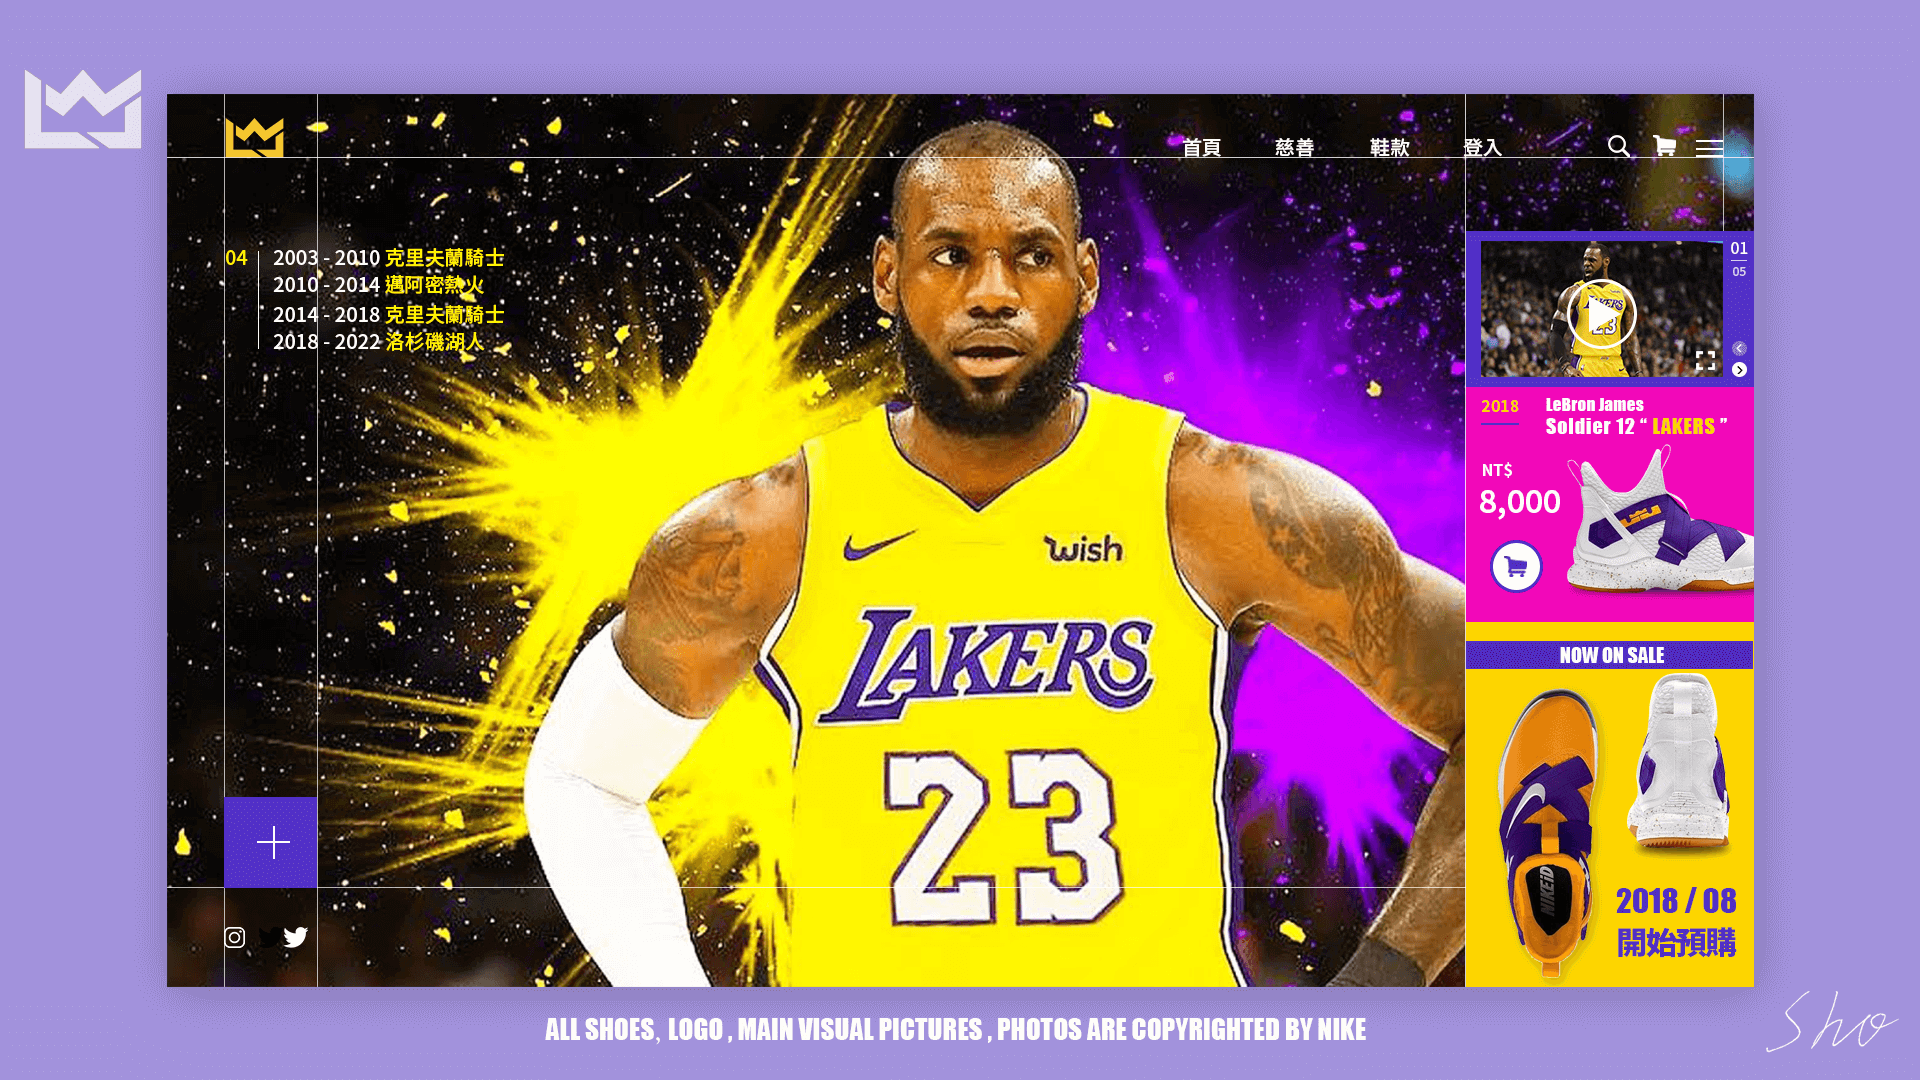 首頁 慈善 鞋款 登入
04
2003 - 2010 克里夫蘭騎士
2010 - 2014 邁阿密熱火
2014 - 2018 克里夫蘭騎士
2018 - 2022 洛杉磯湖人
wish
LAKERS
23
01
05
LAKERS
23
2018
LeBron James
Soldier 12 “ LAKERS ”
NT$
8,000
NOW ON SALE
NIKEiD
2018 / 08
開始預購
ALL SHOES, LOGO , MAIN VISUAL PICTURES , PHOTOS ARE COPYRIGHTED BY NIKE
Sho